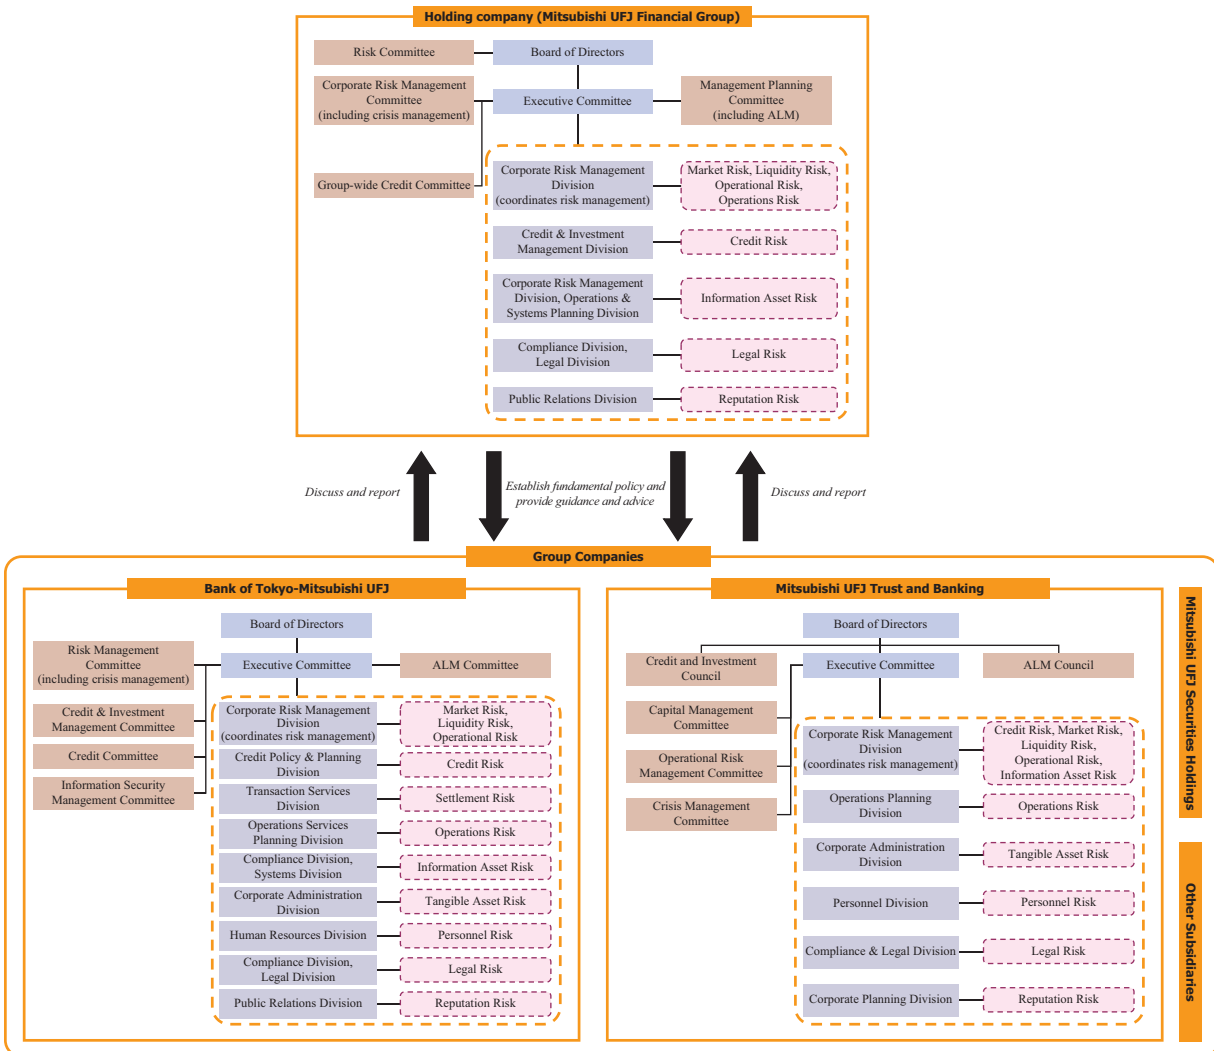 Holding company (Mitsubishi UFJ Financial Group)
Risk Committee
Board of Directors
Corporate Risk Management
Committee
(including crisis management)
Executive Committee
Management Planning
Committee
(including ALM)
Group-wide Credit Committee
Corporate Risk Management
Division
(coordinates risk management)
Market Risk, Liquidity Risk,
Operational Risk,
Operations Risk
Credit & Investment
Management Division
Credit Risk
Corporate Risk Management
Division, Operations &
Systems Planning Division
Information Asset Risk
Compliance Division,
Legal Division
Legal Risk
Public Relations Division
Reputation Risk
Discuss and report
Establish fundamental policy and
provide guidance and advice
Discuss and report
Group Companies
Bank of Tokyo-Mitsubishi UFJ
Board of Directors
Risk Management
Committee
(including crisis management)
Executive Committee
ALM Committee
Credit & Investment
Management Committee
Credit Committee
Information Security
Management Committee
Corporate Risk Management
Division
(coordinates risk management)
Market Risk,
Liquidity Risk,
Operational Risk
Credit Policy & Planning
Division
Credit Risk
Transaction Services
Division
Settlement Risk
Operations Services
Planning Division
Operations Risk
Compliance Division,
Systems Division
Information Asset Risk
Corporate Administration
Division
Tangible Asset Risk
Human Resources Division
Personnel Risk
Compliance Division,
Legal Division
Legal Risk
Public Relations Division
Reputation Risk
Mitsubishi UFJ Trust and Banking
Board of Directors
Credit and Investment
Council
Executive Committee
ALM Council
Capital Management
Committee
Operational Risk
Management Committee
Crisis Management
Committee
Corporate Risk Management
Division
(coordinates risk management)
Credit Risk, Market Risk,
Liquidity Risk,
Operational Risk,
Information Asset Risk
Operations Planning
Division
Operations Risk
Corporate Administration
Division
Tangible Asset Risk
Personnel Division
Personnel Risk
Compliance & Legal Division
Legal Risk
Corporate Planning Division
Reputation Risk
Mitsubishi UFJ Securities Holdings
Other Subsidiaries